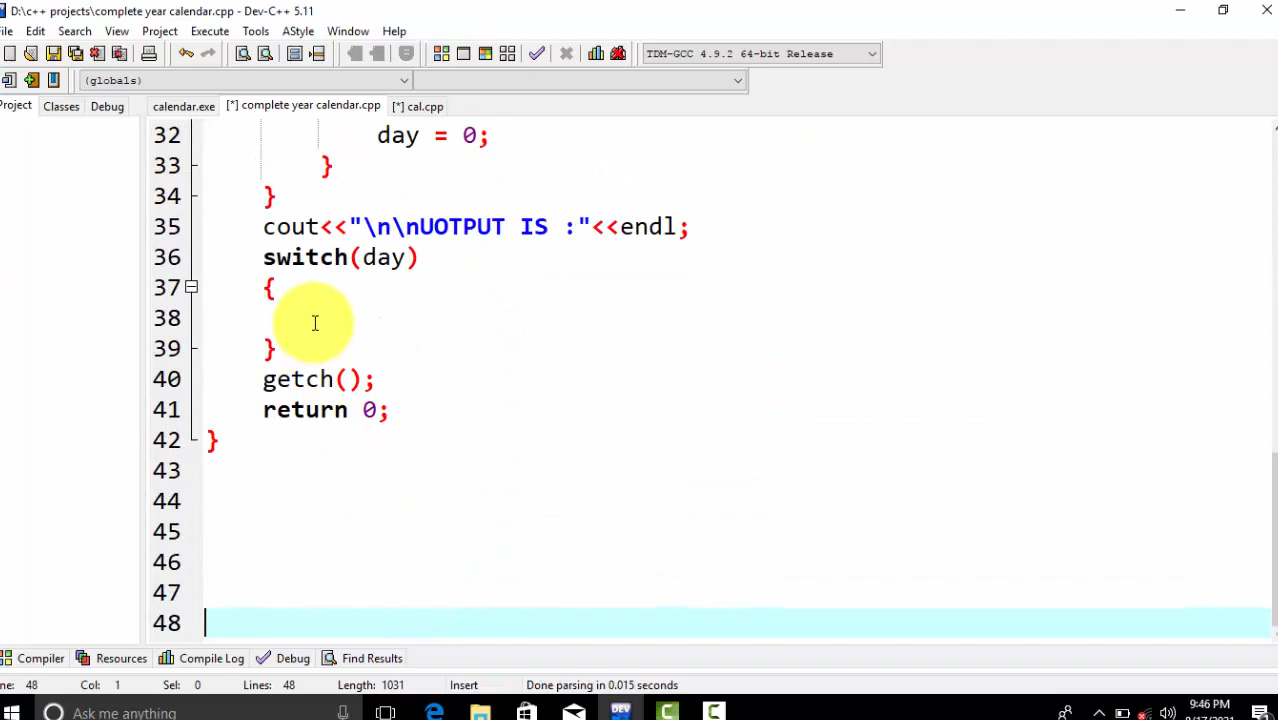 D:\c++ projects\complete year calendar.cpp - Dev-C++ 5.11
File Edit Search View Project Execute Tools AStyle Window Help
TDM-GCC 4.9.2 64-bit Release
(globals)
Project Classes Debug calendar.exe [*] complete year calendar.cpp [*] cal.cpp
32 day = 0;
33 }
34 }
35 cout<<"\n\nUOTPUT IS :"<<endl;
36 switch(day)
37 {
38
39 }
40 getch();
41 return 0;
42 }
43
44
45
46
47
48
Compiler Resources Compile Log Debug Find Results
ne: 48 Col: 1 Sel: 0 Lines: 48 Length: 1031 Insert Done parsing in 0.015 seconds
Ask me anything DEV 9:46 PM